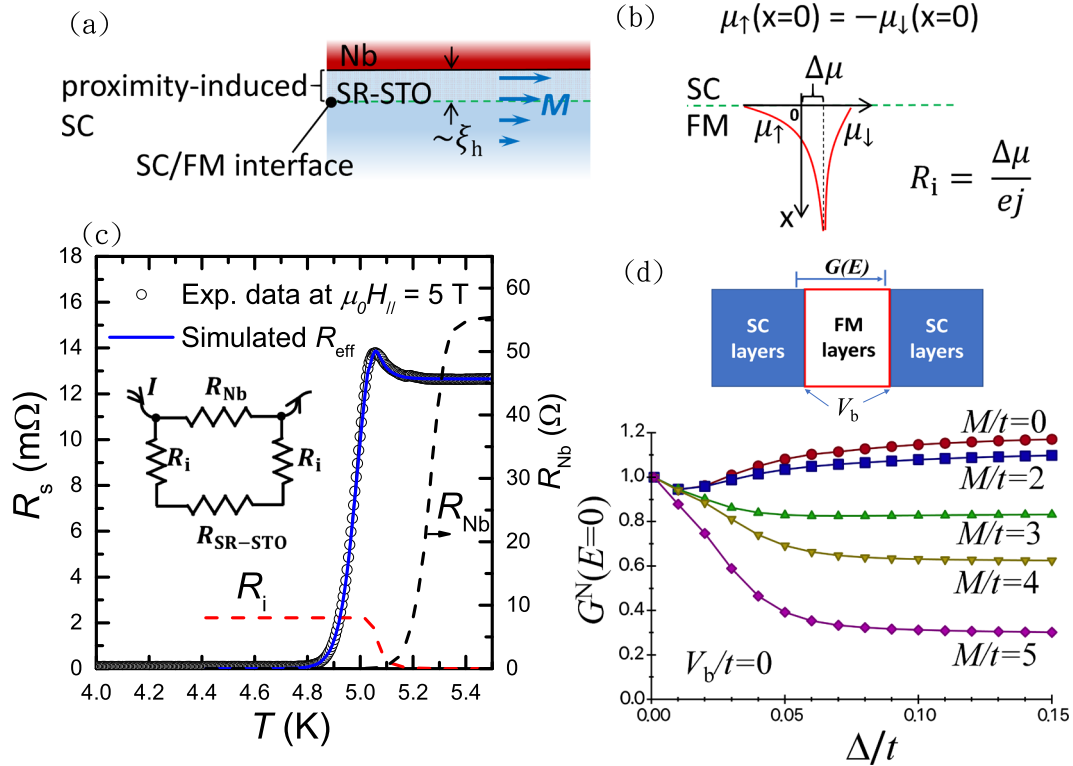 (a)
Nb
proximity-induced
SC
SR-STO
M
~ξh
SC/FM interface
(b)
μ↑(x=0) = −μ↓(x=0)
Δμ
SC
FM
0
μ↑
μ↓
x
Ri = Δμ / ej
(c)
18
16
14
12
10
8
6
4
2
0
Rs (mΩ)
Exp. data at μ0H// = 5 T
Simulated Reff
I
RNb
Ri
Ri
RSR−STO
Ri
RNb
60
50
40
30
20
10
0
RNb (Ω)
4.0 4.2 4.4 4.6 4.8 5.0 5.2 5.4
T (K)
(d)
G(E)
SC layers
FM layers
SC layers
Vb
1.2
1.0
0.8
0.6
0.4
0.2
0.0
GN(E=0)
M/t=0
M/t=2
M/t=3
M/t=4
M/t=5
Vb/t=0
0.00 0.05 0.10 0.15
Δ/t